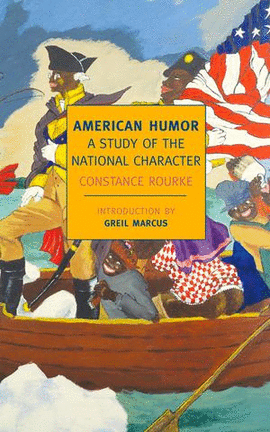 AMERICAN HUMOR
A STUDY OF THE
NATIONAL CHARACTER
CONSTANCE ROURKE
INTRODUCTION BY
GREIL MARCUS